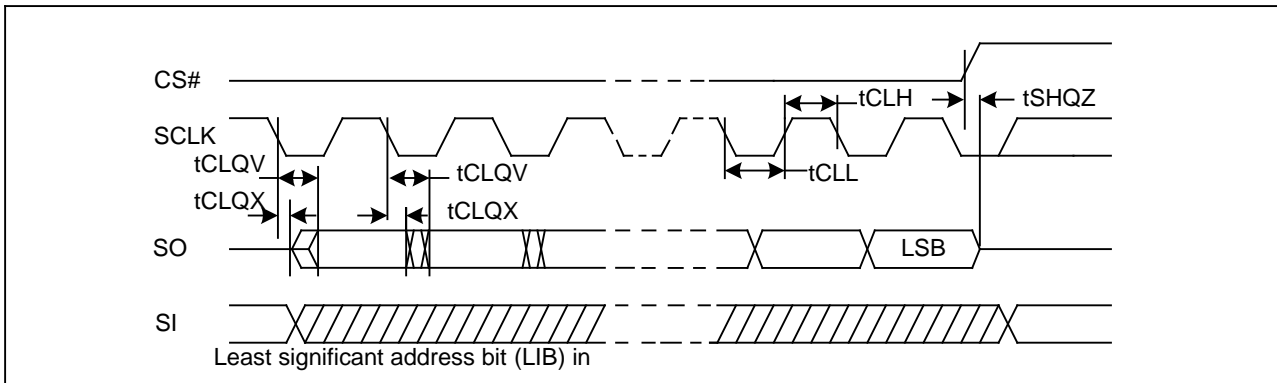 CS#
tCLH
tSHQZ
SCLK
tCLQV
tCLQV
tCLL
tCLQX
tCLQX
SO
LSB
SI
Least significant address bit (LIB) in